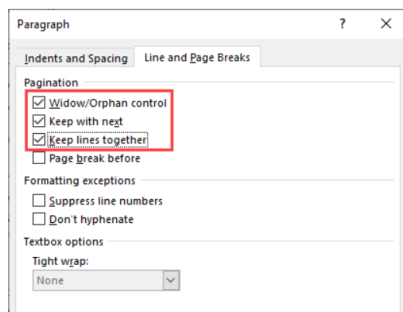 Paragraph ? ×
Indents and Spacing Line and Page Breaks
Pagination
Widow/Orphan control
Keep with next
Keep lines together
Page break before
Formatting exceptions
Suppress line numbers
Don't hyphenate
Textbox options
Tight wrap:
None